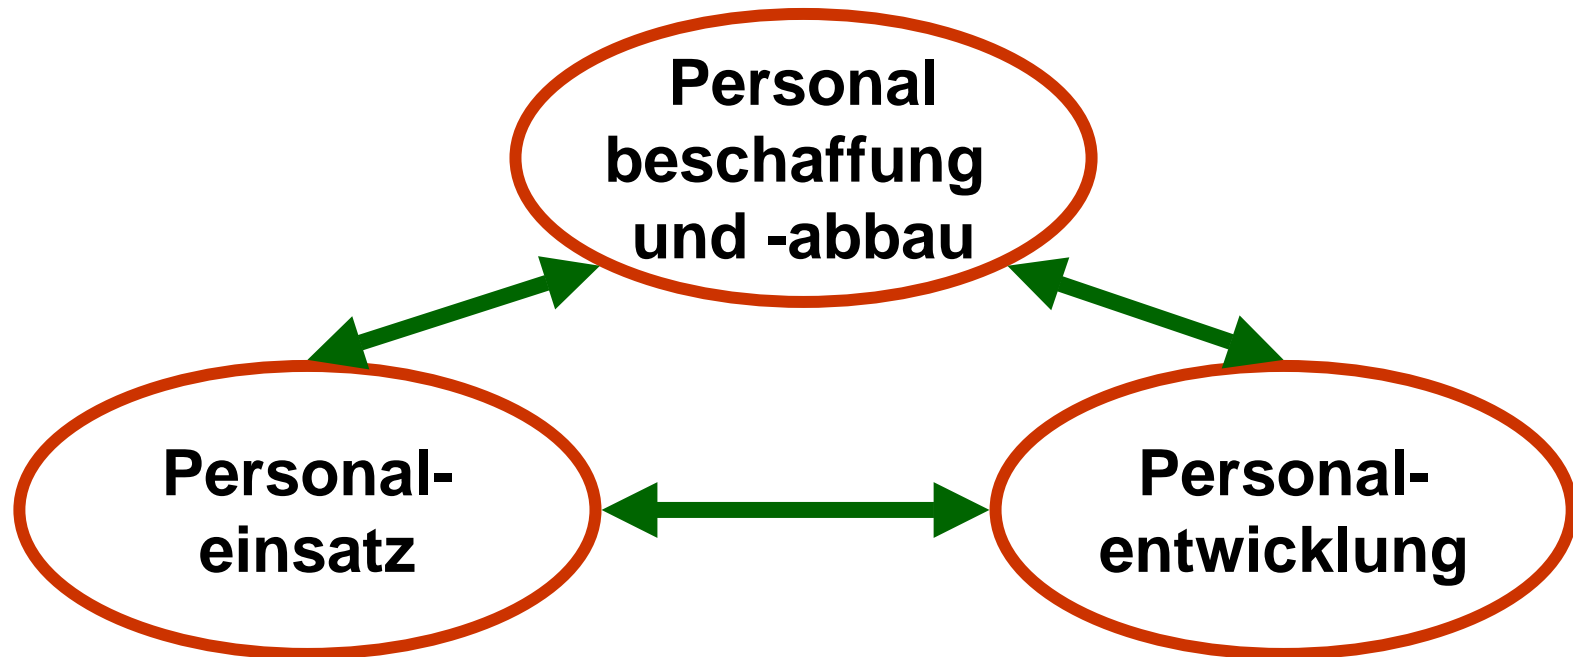 Personal
beschaffung
und -abbau
Personal-
einsatz
Personal-
entwicklung